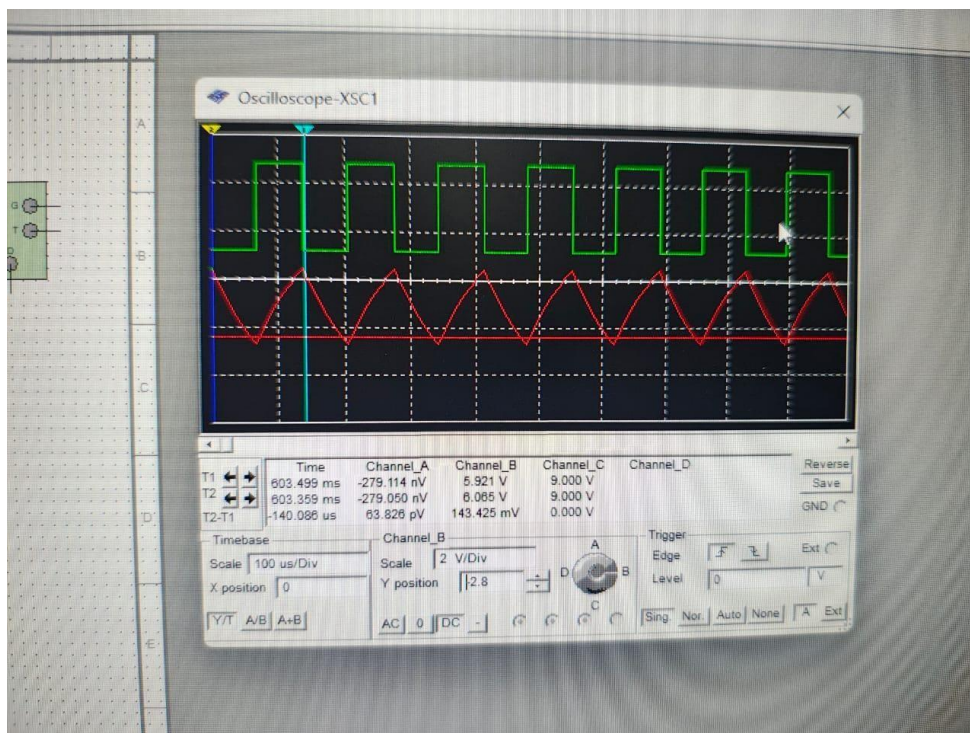 Oscilloscope-XSC1
A
G
T
B
C
D
E
Time Channel_A Channel_B Channel_C Channel_D
T1 603.499 ms -279.114 nV 5.921 V 9.000 V
T2 603.359 ms -279.050 nV 6.065 V 9.000 V
T2-T1 -140.086 us 63.826 pV 143.425 mV 0.000 V
Reverse
Save
GND
Timebase
Scale 100 us/Div
X position 0
Y/T A/B A+B
Channel_B
Scale 2 V/Div
Y position -2.8
AC 0 DC -
A
D B
C
Trigger
Edge Ext
Level 0 V
Sing. Nor. Auto None A Ext